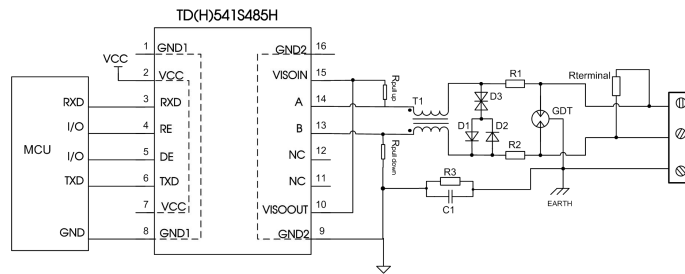 TD(H)541S485H
1 GND1 GND2 16
VCC 2 VCC VISOIN 15
RXD 3 RXD A 14
I/O 4 RE B 13
MCU I/O 5 DE NC 12
TXD 6 TXD NC 11
7 VCC VISOOUT 10
GND 8 GND1 GND2 9
Rpull up
Rpull down
T1
D3
D1
D2
R1
R2
GDT
Rterminal
R3
C1
EARTH